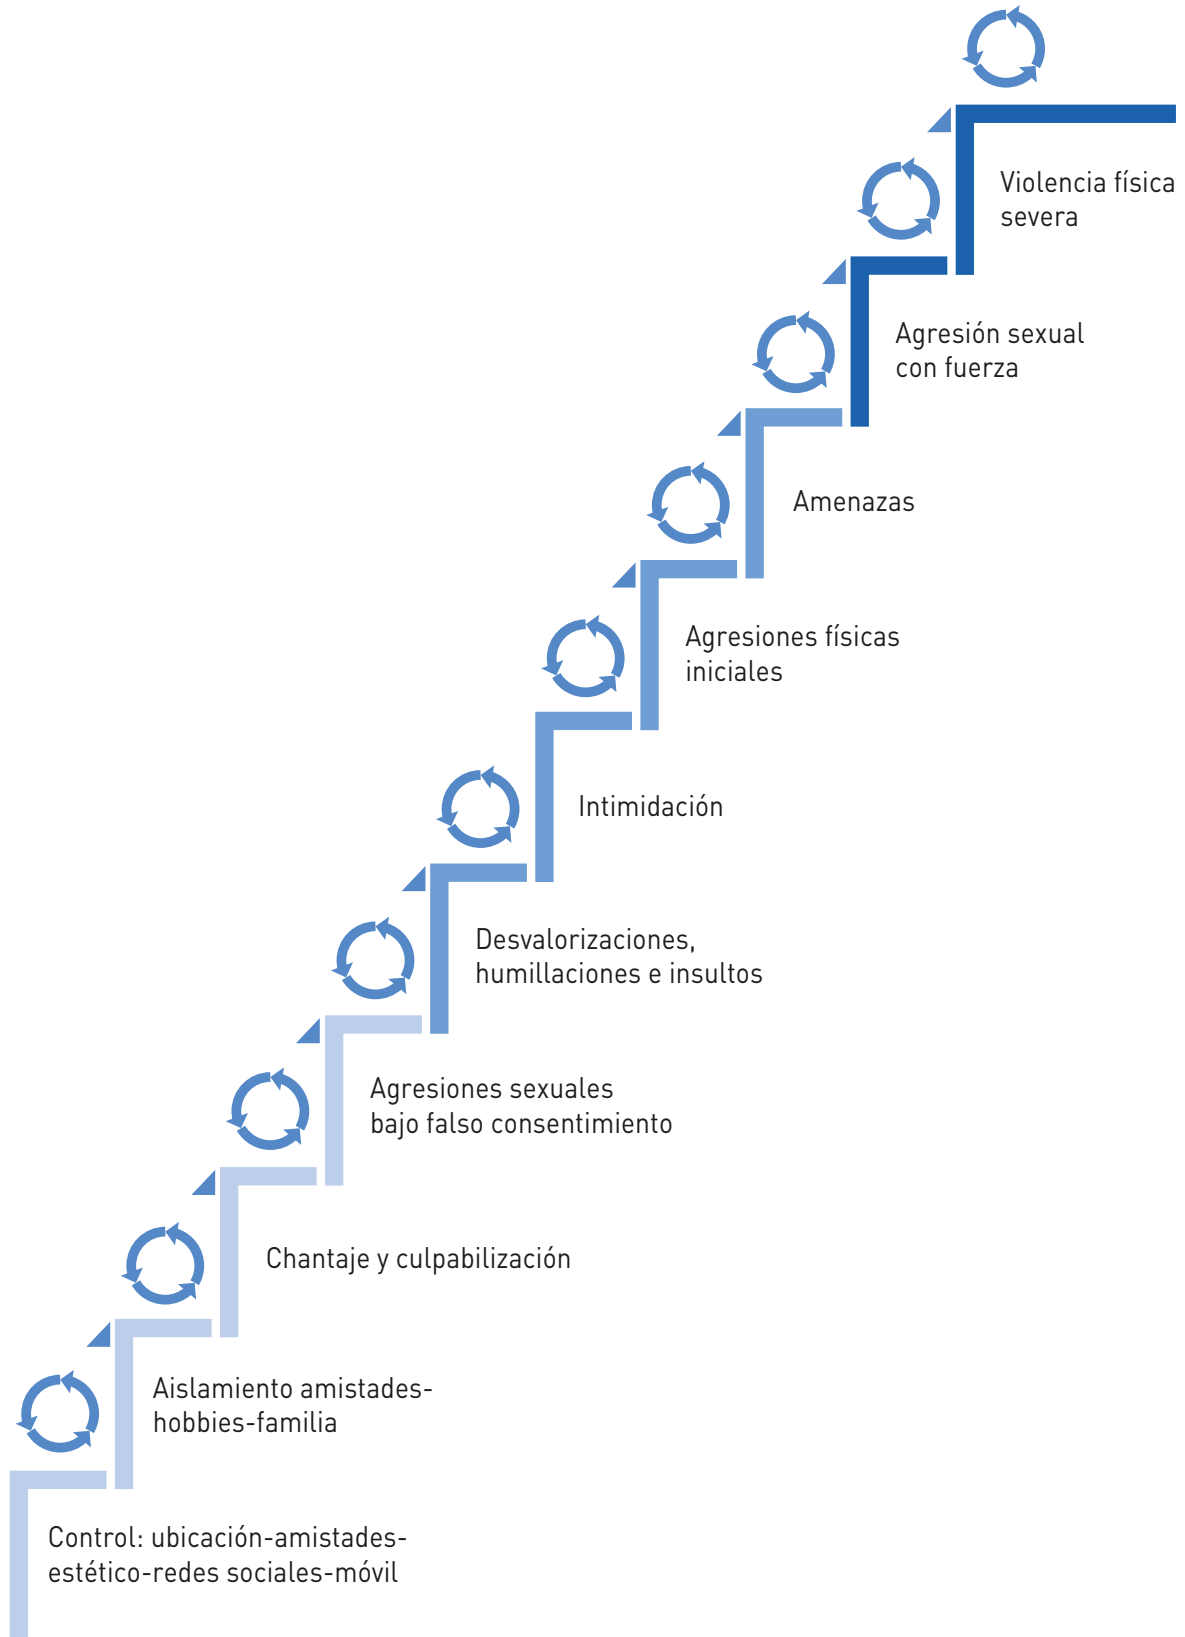 Violencia física
severa
Agresión sexual
con fuerza
Amenazas
Agresiones físicas
iniciales
Intimidación
Desvalorizaciones,
humillaciones e insultos
Agresiones sexuales
bajo falso consentimiento
Chantaje y culpabilización
Aislamiento amistades-
hobbies-familia
Control: ubicación-amistades-
estético-redes sociales-móvil